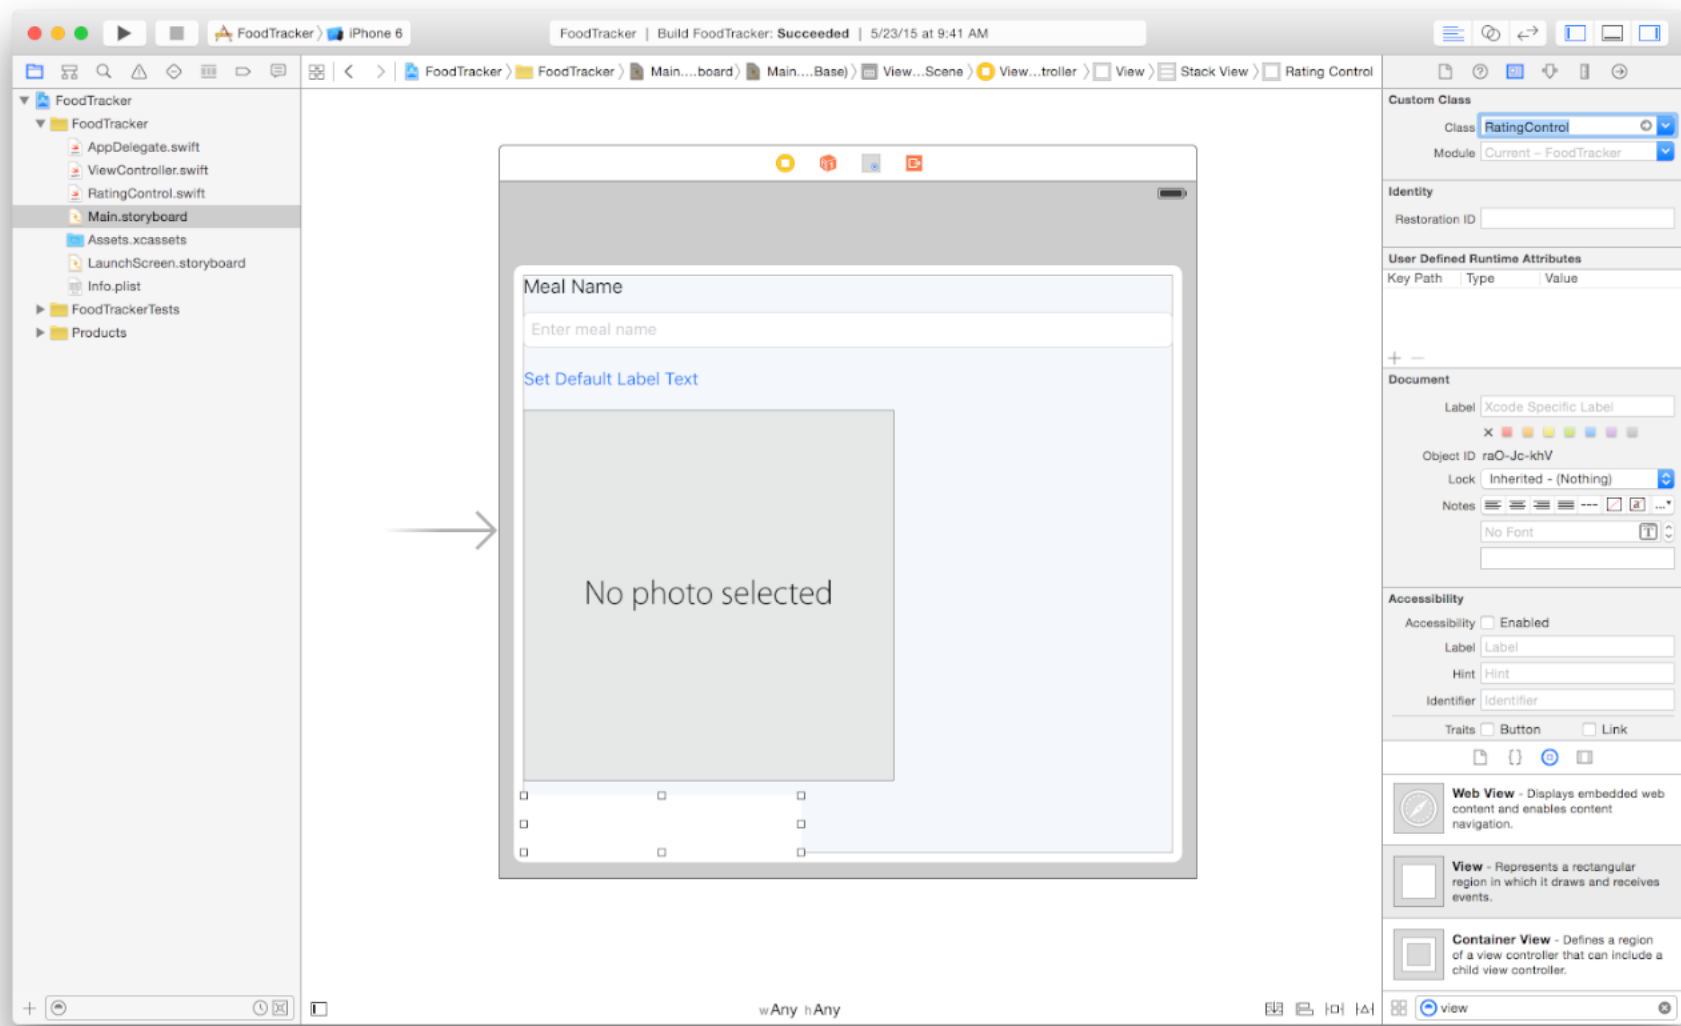 FoodTracker iPhone 6
FoodTracker | Build FoodTracker: Succeeded | 5/23/15 at 9:41 AM
FoodTracker FoodTracker Main....board) Main....Base) View...Scene View...troller View Stack View Rating Control
FoodTracker
FoodTracker
AppDelegate.swift
ViewController.swift
RatingControl.swift
Main.storyboard
Assets.xcassets
LaunchScreen.storyboard
Info.plist
FoodTrackerTests
Products
Meal Name
Enter meal name
Set Default Label Text
No photo selected
wAny hAny
Custom Class
Class RatingControl
Module Current – FoodTracker
Identity
Restoration ID
User Defined Runtime Attributes
Key Path Type Value
Document
Label Xcode Specific Label
Object ID raO-Jc-khV
Lock Inherited - (Nothing)
Notes
No Font
Accessibility
Accessibility Enabled
Label Label
Hint Hint
Identifier Identifier
Traits Button Link
Web View - Displays embedded web
content and enables content
navigation.
View - Represents a rectangular
region in which it draws and receives
events.
Container View - Defines a region
of a view controller that can include a
child view controller.
view